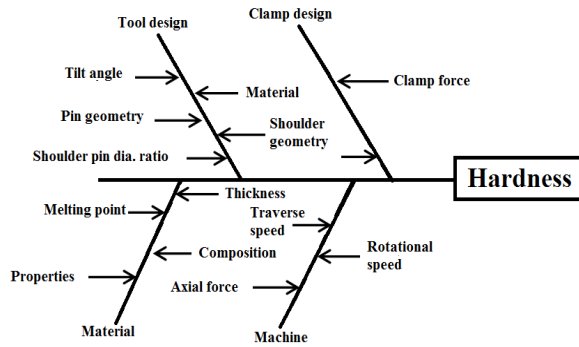 Tool design
Clamp design
Tilt angle
Clamp force
Material
Pin geometry
Shoulder
geometry
Shoulder pin dia. ratio
Hardness
Thickness
Melting point
Traverse
speed
Composition
Rotational
speed
Properties
Axial force
Material
Machine